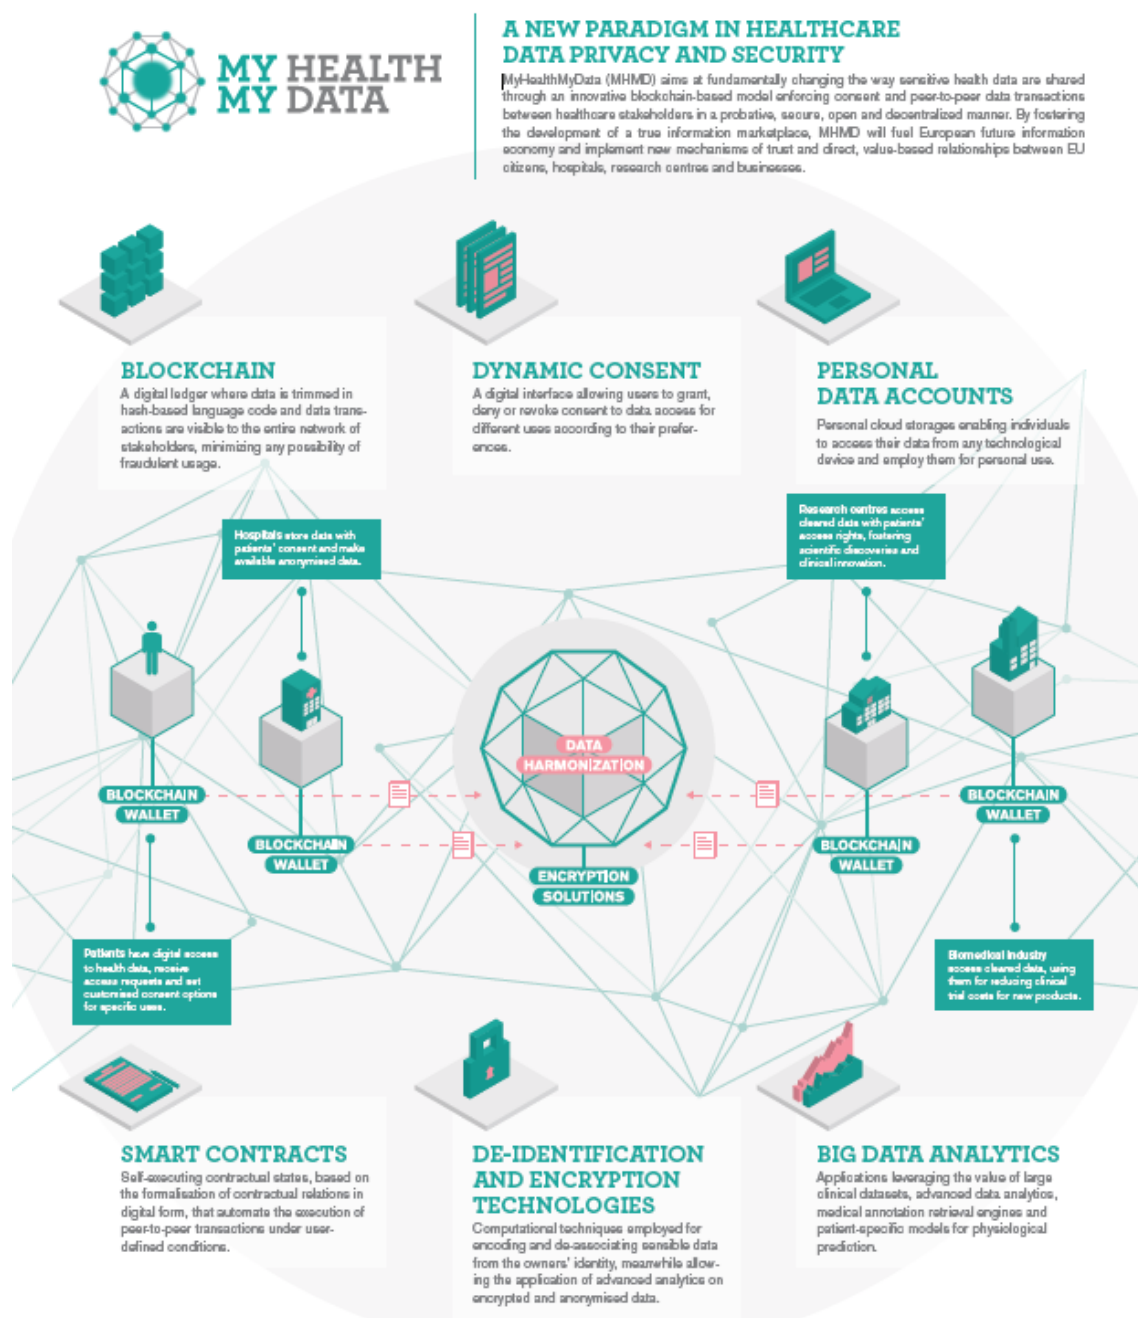 MY HEALTH
MY DATA
A NEW PARADIGM IN HEALTHCARE
DATA PRIVACY AND SECURITY
MyHealthMyData (MHMD) aims at fundamentally changing the way sensitive health data are shared
through an innovative blockchain-based model enforcing consent and peer-to-peer data transactions
between healthcare stakeholders in a probative, secure, open and decentralized manner. By fostering
the development of a true information marketplace, MHMD will fuel European future information
economy and implement new mechanisms of trust and direct, value-based relationships between EU
citizens, hospitals, research centres and businesses.
BLOCKCHAIN
A digital ledger where data is trimmed in
hash-based language code and data trans-
actions are visible to the entire network of
stakeholders, minimizing any possibility of
fraudulent usage.
DYNAMIC CONSENT
A digital interface allowing users to grant,
deny or revoke consent to data access for
different uses according to their prefer-
ences.
PERSONAL
DATA ACCOUNTS
Personal cloud storages enabling individuals
to access their data from any technological
device and employ them for personal use.
Hospitals store data with
patients' consent and make
available anonymised data.
Research centres access
cleared data with patients'
access rights, fostering
scientific discoveries and
clinical innovation.
DATA
HARMONIZATION
BLOCKCHAIN
WALLET
BLOCKCHAIN
WALLET
BLOCKCHAIN
WALLET
BLOCKCHAIN
WALLET
ENCRYPTION
SOLUTIONS
Patients have digital access
to health data, receive
access requests and set
customised consent options
for specific uses.
Biomedical industry
access cleared data, using
them for reducing clinical
trial costs for new products.
SMART CONTRACTS
Self-executing contractual states, based on
the formalisation of contractual relations in
digital form, that automate the execution of
peer-to-peer transactions under user-
defined conditions.
DE-IDENTIFICATION
AND ENCRYPTION
TECHNOLOGIES
Computational techniques employed for
encoding and de-associating sensible data
from the owners' identity, meanwhile allow-
ing the application of advanced analytics on
encrypted and anonymised data.
BIG DATA ANALYTICS
Applications leveraging the value of large
clinical datasets, advanced data analytics,
medical annotation retrieval engines and
patient-specific models for physiological
prediction.